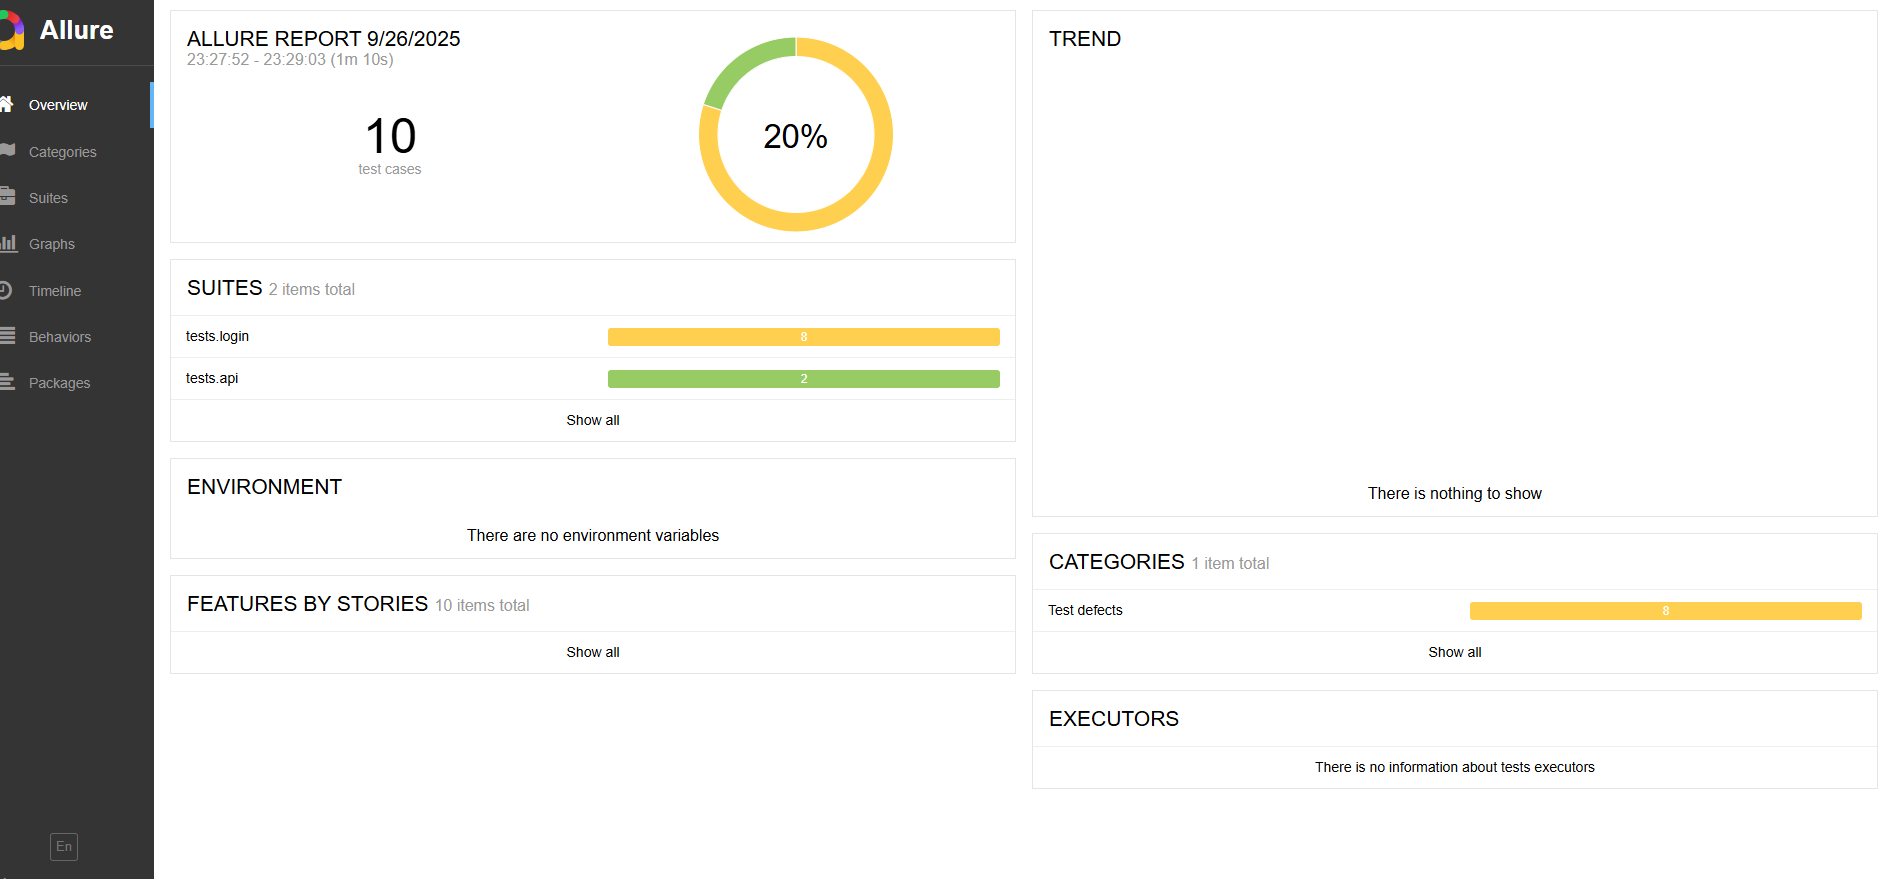 Allure
Overview
Categories
Suites
Graphs
Timeline
Behaviors
Packages
En
ALLURE REPORT 9/26/2025
23:27:52 - 23:29:03 (1m 10s)
10
test cases
20%
SUITES 2 items total
tests.login 8
tests.api 2
Show all
ENVIRONMENT
There are no environment variables
FEATURES BY STORIES 10 items total
Show all
TREND
There is nothing to show
CATEGORIES 1 item total
Test defects 8
Show all
EXECUTORS
There is no information about tests executors